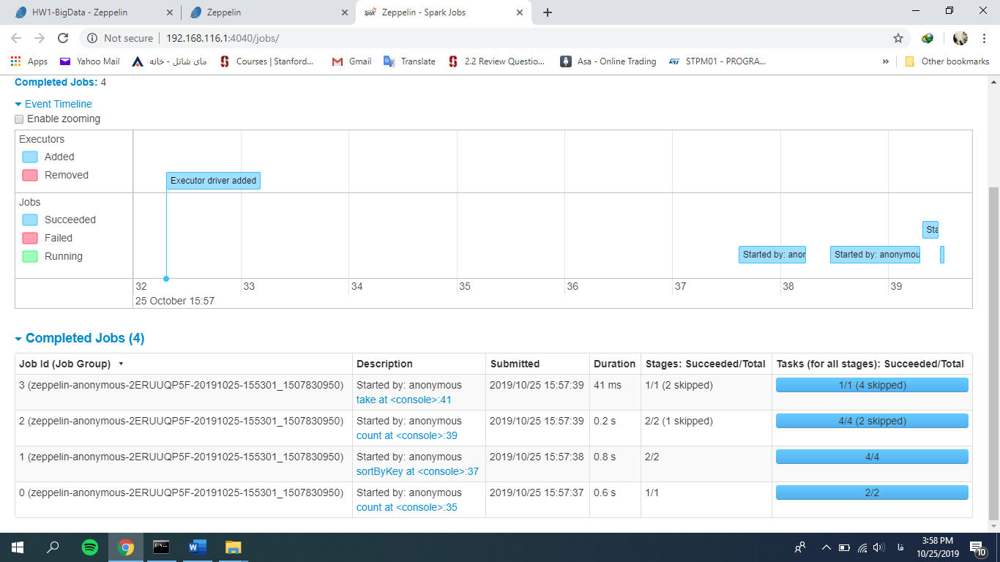 HW1-BigData - Zeppelin
Zeppelin
Zeppelin - Spark Jobs
Not secure
192.168.116.1:4040/jobs/
Apps
Yahoo Mail
مای شاتل - خانه
Courses | Stanford...
Gmail
Translate
2.2 Review Questio...
Asa - Online Trading
STPM01 - PROGRA...
»
Other bookmarks
Completed Jobs: 4
Event Timeline
Enable zooming
Executors
Added
Removed
Executor driver added
Jobs
Succeeded
Failed
Running
Sta
Started by: anor
Started by: anonymou
32 33 34 35 36 37 38 39
25 October 15:57
Completed Jobs (4)
Job Id (Job Group) Description Submitted Duration Stages: Succeeded/Total Tasks (for all stages): Succeeded/Total
3 (zeppelin-anonymous-2ERUUQP5F-20191025-155301_1507830950) Started by: anonymous 2019/10/25 15:57:39 41 ms 1/1 (2 skipped) 1/1 (4 skipped)
take at <console>:41
2 (zeppelin-anonymous-2ERUUQP5F-20191025-155301_1507830950) Started by: anonymous 2019/10/25 15:57:39 0.2 s 2/2 (1 skipped) 4/4 (2 skipped)
count at <console>:39
1 (zeppelin-anonymous-2ERUUQP5F-20191025-155301_1507830950) Started by: anonymous 2019/10/25 15:57:38 0.8 s 2/2 4/4
sortByKey at <console>:37
0 (zeppelin-anonymous-2ERUUQP5F-20191025-155301_1507830950) Started by: anonymous 2019/10/25 15:57:37 0.6 s 1/1 2/2
count at <console>:35
فا
3:58 PM
10/25/2019
10